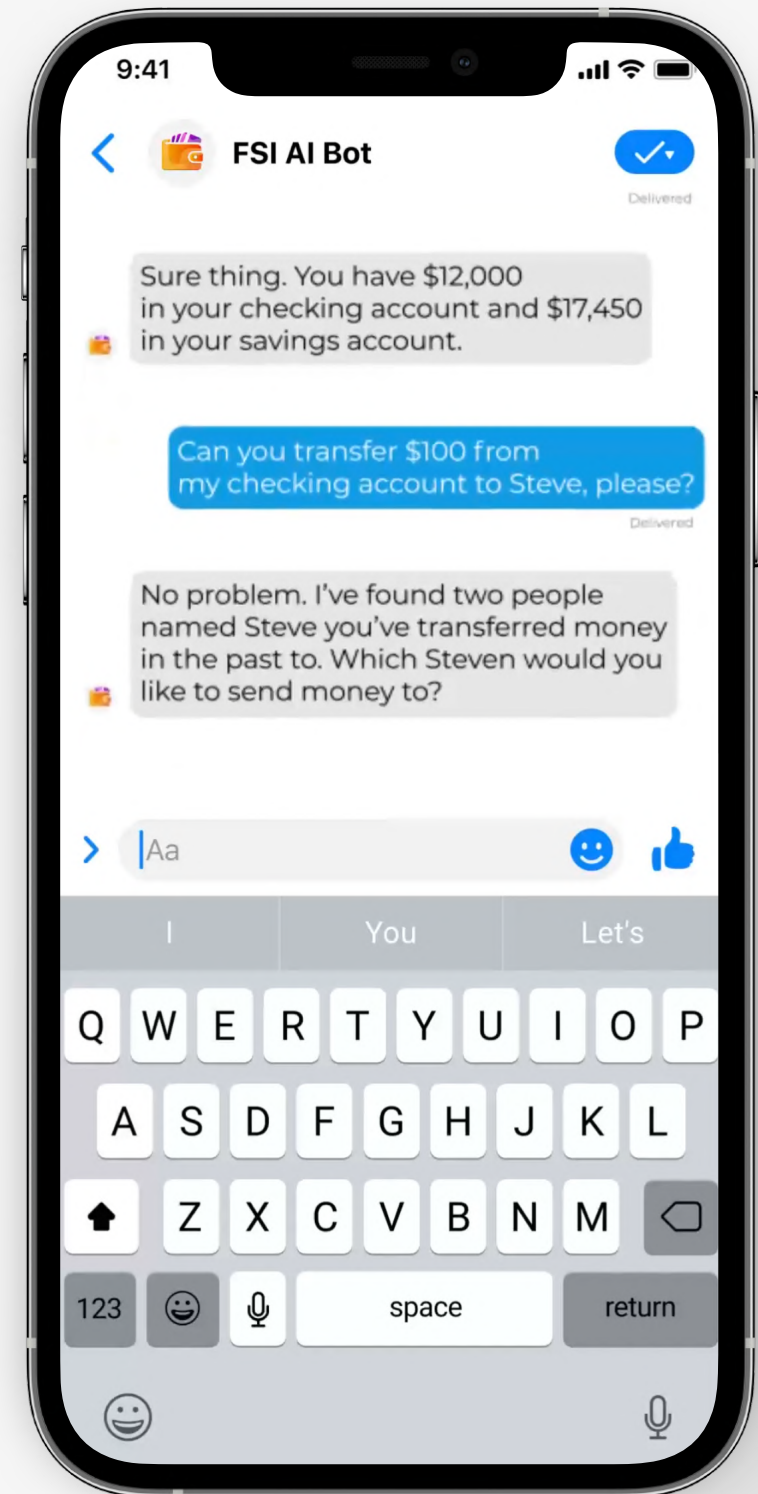 9:41
FSI AI Bot
Delivered
Sure thing. You have $12,000
in your checking account and $17,450
in your savings account.
Can you transfer $100 from
my checking account to Steve, please?
Delivered
No problem. I’ve found two people
named Steve you’ve transferred money
in the past to. Which Steven would you
like to send money to?
Aa
I You Let's
Q W E R T Y U I O P
A S D F G H J K L
Z X C V B N M
123 space return